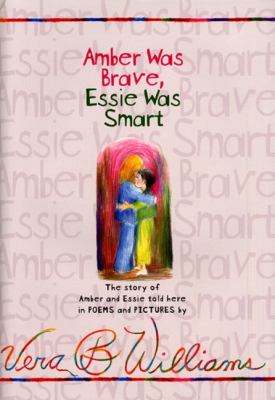 Amber Was
Brave,
Essie Was
Smart
The story of
Amber and Essie told here
in POEMS and PICTURES by
Vera B Williams